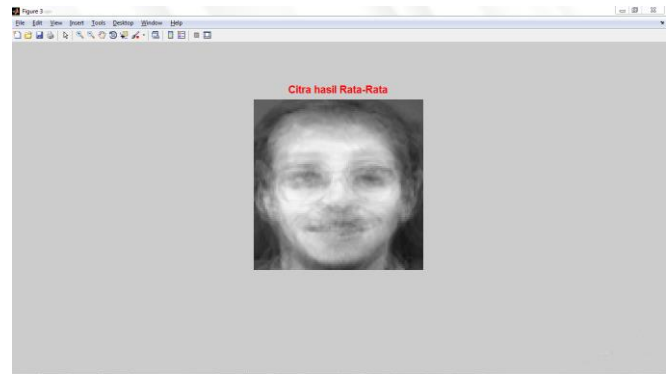 Figure 3
File Edit View Insert Tools Desktop Window Help
Citra hasil Rata-Rata